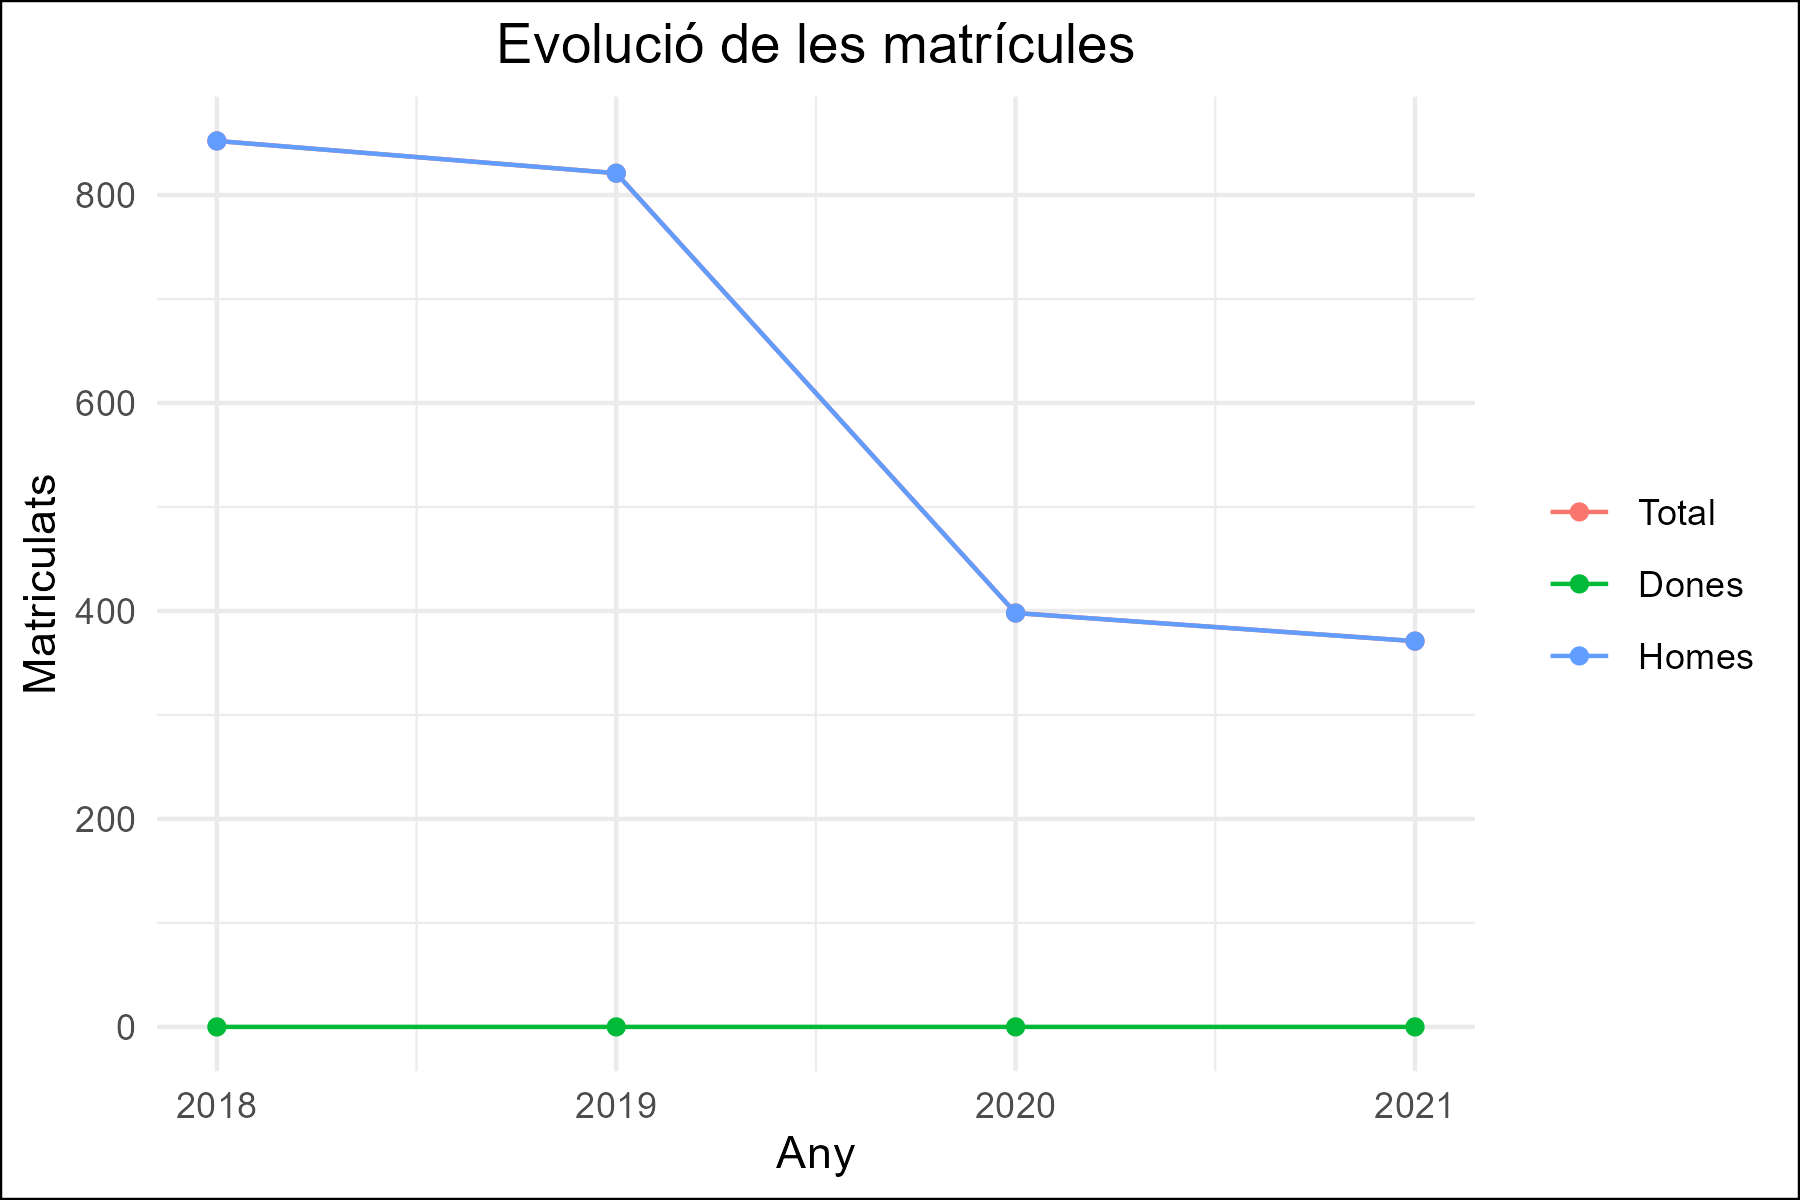 Evolució de les matrícules
Matriculats
800
600
400
200
0
2018 2019 2020 2021
Any
Total
Dones
Homes